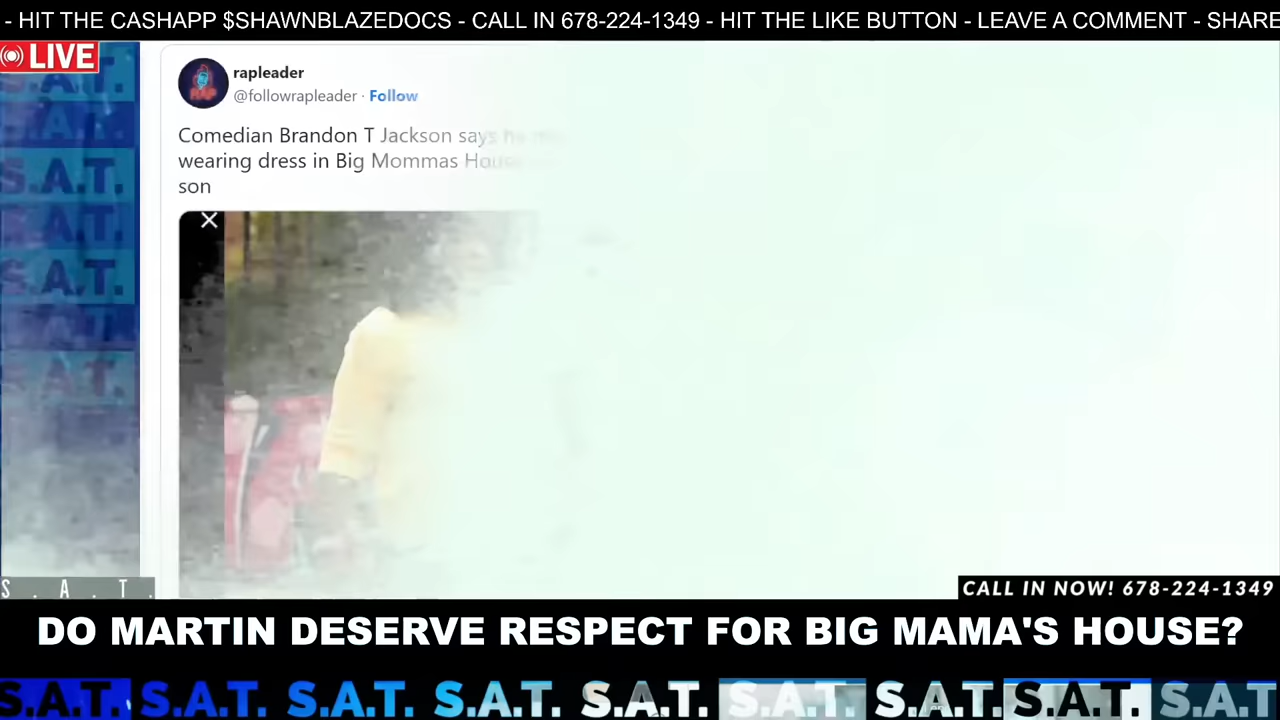 - HIT THE CASHAPP $SHAWNBLAZEDOCS - CALL IN 678-224-1349 - HIT THE LIKE BUTTON - LEAVE A COMMENT - SHARE
LIVE
rapleader
@followrapleader · Follow
Comedian Brandon T Jackson says he
wearing dress in Big Mommas House
son
S.A.T.
S.A.T.
S.A.T.
S.A.T.
S.A.T.
S.A.T.
S.A.T.
S.A.T.
CALL IN NOW! 678-224-1349
DO MARTIN DESERVE RESPECT FOR BIG MAMA'S HOUSE?
S.A.T. S.A.T. S.A.T. S.A.T. S.A.T. S.A.T. S.A.T. S.A.T. S.A.T